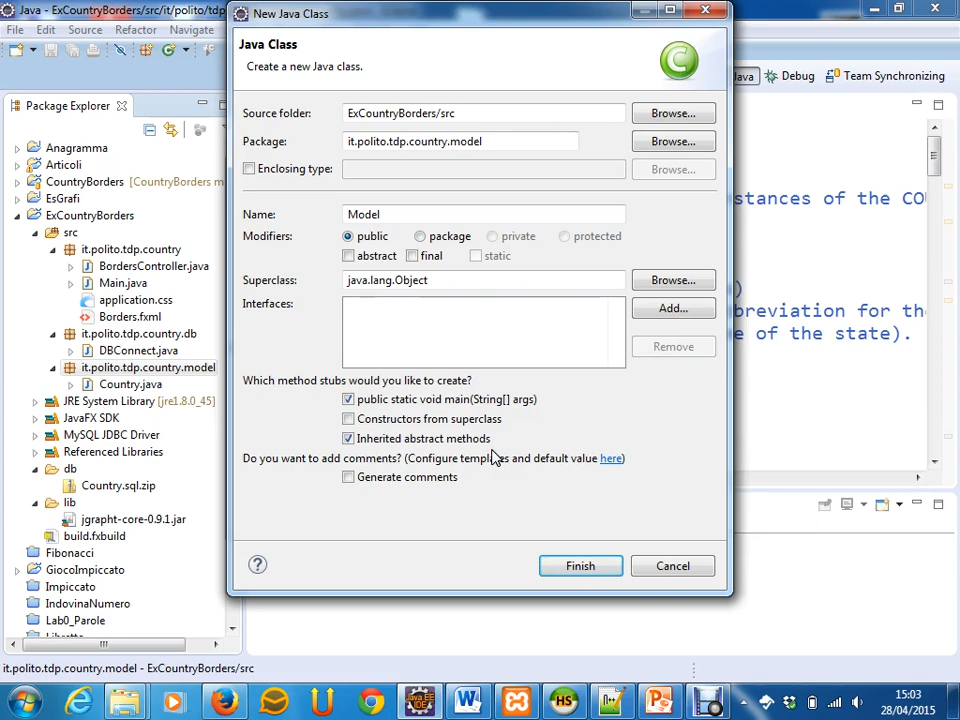 Java - ExCountryBorders/src/it/polito/tdp
New Java Class
File Edit Source Refactor Navigate
Java Class
Create a new Java class.
Java Debug Team Synchronizing
Package Explorer
Source folder: ExCountryBorders/src Browse...
Package: it.polito.tdp.country.model Browse...
Enclosing type: Browse...
Name: Model
Modifiers: public package private protected
abstract final static
Superclass: java.lang.Object Browse...
Interfaces: Add...
Remove
Which method stubs would you like to create?
public static void main(String[] args)
Constructors from superclass
Inherited abstract methods
Do you want to add comments? (Configure templates and default value here)
Generate comments
Finish Cancel
Anagramma
Articoli
CountryBorders [CountryBorders m
EsGrafi
ExCountryBorders
src
it.polito.tdp.country
BordersController.java
Main.java
application.css
Borders.fxml
it.polito.tdp.country.db
DBConnect.java
it.polito.tdp.country.model
Country.java
JRE System Library [jre1.8.0_45]
JavaFX SDK
MySQL JDBC Driver
Referenced Libraries
db
Country.sql.zip
lib
jgrapht-core-0.9.1.jar
build.fxbuild
Fibonacci
GiocoImpiccato
Impiccato
IndovinaNumero
Lab0_Parole
Libretto
stances of the COU
)
breviation for the
e of the state).
it.polito.tdp.country.model - ExCountryBorders/src
15:03
28/04/2015